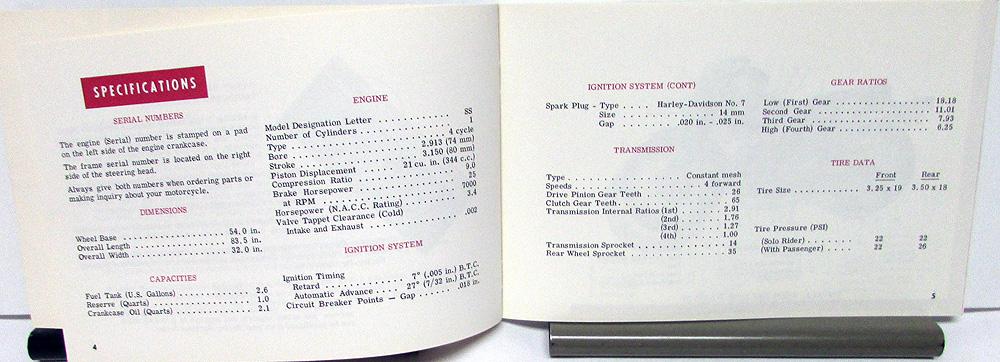 SPECIFICATIONS
SERIAL NUMBERS
The engine (Serial) number is stamped on a pad
on the left side of the engine crankcase.
The frame serial number is located on the right
side of the steering head.
Always give both numbers when ordering parts or
making inquiry about your motorcycle.
DIMENSIONS
Wheel Base . . . . . . . . . . . . . 54.0 in.
Overall Length . . . . . . . . . . . . . 83.5 in.
Overall Width . . . . . . . . . . . . . 32.0 in.
CAPACITIES
Fuel Tank (U.S. Gallons) . . . . . . . . . . . . . 2.6
Reserve (Quarts) . . . . . . . . . . . . . 1.0
Crankcase Oil (Quarts) . . . . . . . . . . . . . 2.1
4
ENGINE
Model Designation Letter . . . . . . . . . . SS
Number of Cylinders . . . . . . . . . . 1
Type . . . . . . . . . . 4 cycle
Bore . . . . . . . . . . 2.913 (74 mm)
Stroke . . . . . . . . . . 3.150 (80 mm)
Piston Displacement . . . . . 21 cu. in. (344 c.c.)
Compression Ratio . . . . . . . . . . 9.0
Brake Horsepower . . . . . . . . . . 25
at RPM . . . . . . . . . . 7000
Horsepower (N.A.C.C. Rating) . . . . . . . . . . 3.4
Valve Tappet Clearance (Cold)
Intake and Exhaust . . . . . . . . . . .002
IGNITION SYSTEM
Ignition Timing
Retard . . . . . . . . . . 7° (.005 in.) B.T.C.
Automatic Advance . . . . 27° (7/32 in.) B.T.C.
Circuit Breaker Points — Gap . . . . . . .018 in.
IGNITION SYSTEM (CONT)
Spark Plug - Type . . . . Harley-Davidson No. 7
Size . . . . . . . . . . 14 mm
Gap . . . . . .020 in. - .025 in.
TRANSMISSION
Type . . . . . . . . . . Constant mesh
Speeds . . . . . . . . . . 4 forward
Drive Pinion Gear Teeth . . . . . . . . . . 26
Clutch Gear Teeth . . . . . . . . . . 65
Transmission Internal Ratios (1st) . . . . . . 2.91
(2nd) . . . . . . 1.76
(3rd) . . . . . . 1.27
(4th) . . . . . . 1.00
Transmission Sprocket . . . . . . . . . . 14
Rear Wheel Sprocket . . . . . . . . . . 35
GEAR RATIOS
Low (First) Gear . . . . . . . . . . 18.18
Second Gear . . . . . . . . . . 11.01
Third Gear . . . . . . . . . . 7.93
High (Fourth) Gear . . . . . . . . . . 6.25
TIRE DATA
Front Rear
Tire Size . . . . . . . . . . 3.25 x 19 3.50 x 18
Tire Pressure (PSI)
(Solo Rider) . . . . . . . 22 22
(With Passenger) . . . . . . 22 26
5